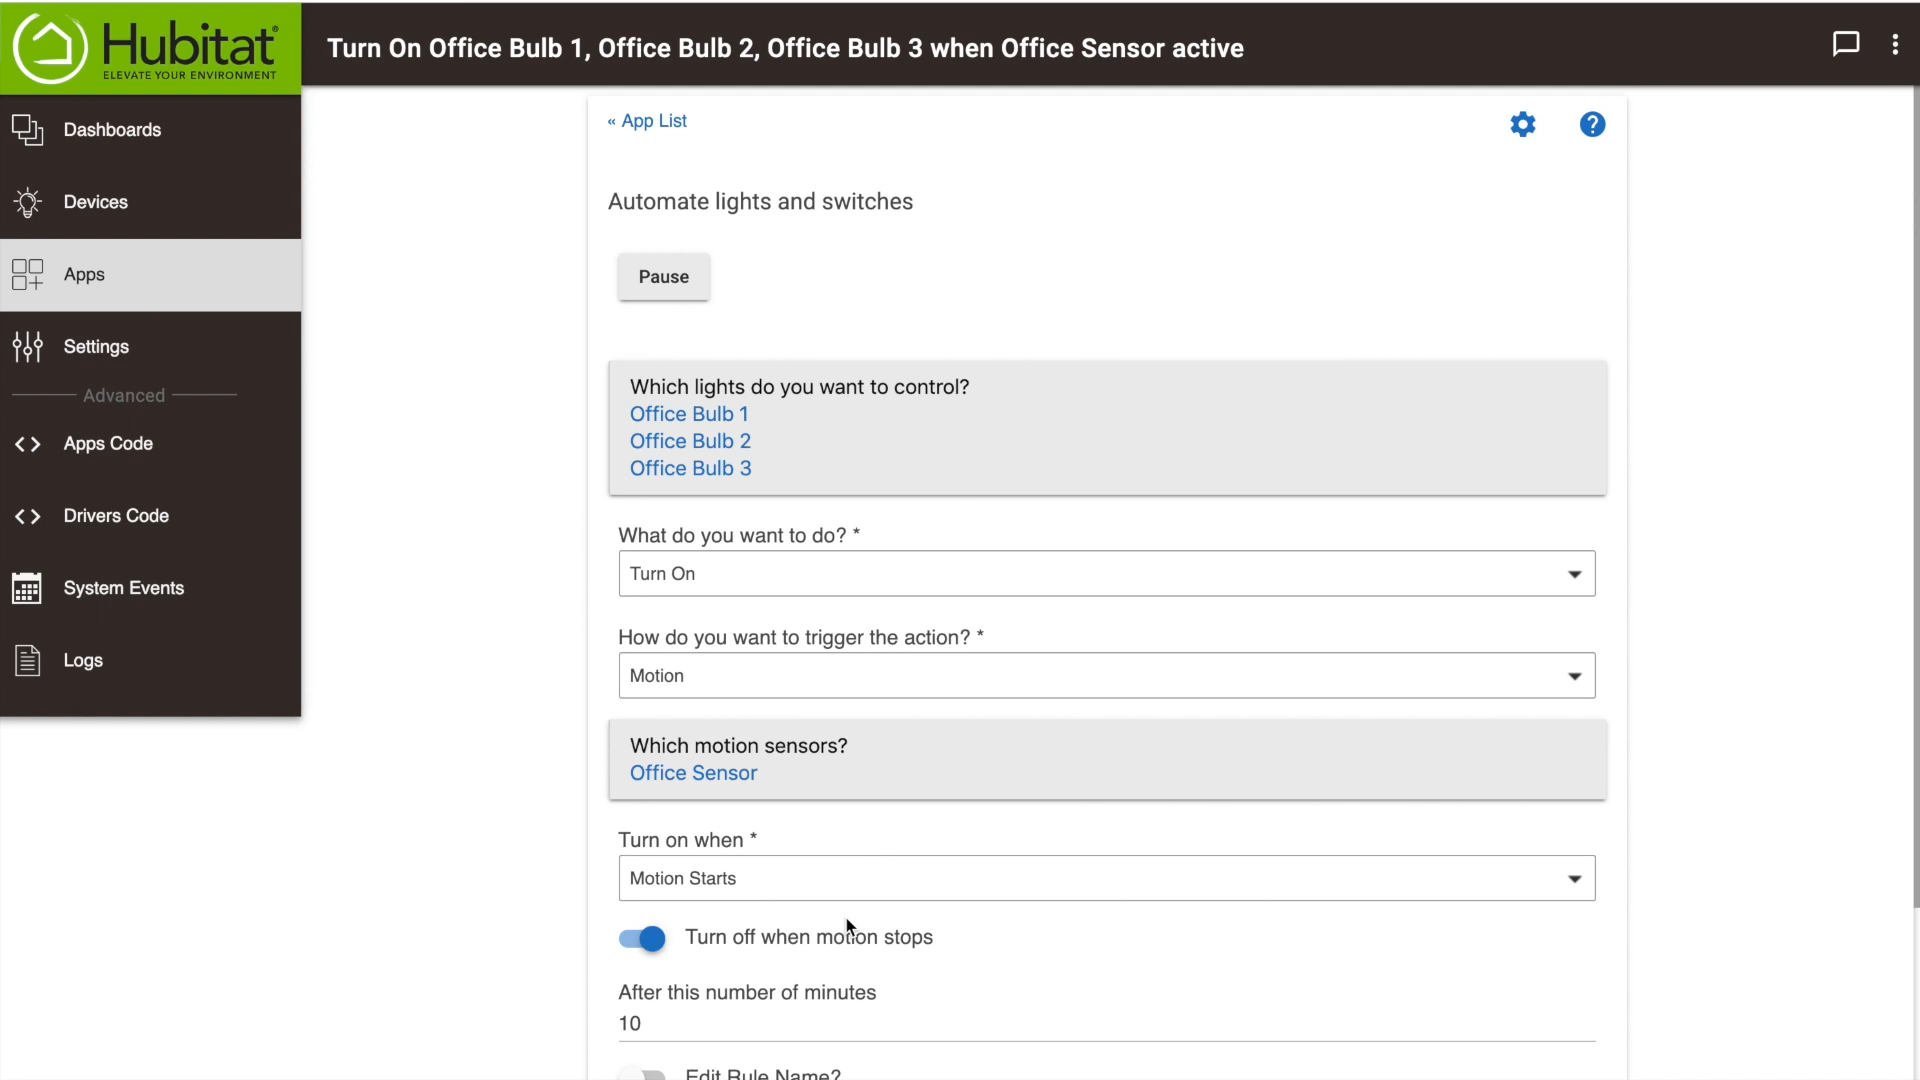 Hubitat®
ELEVATE YOUR ENVIRONMENT
Turn On Office Bulb 1, Office Bulb 2, Office Bulb 3 when Office Sensor active
Dashboards
Devices
Apps
Settings
Advanced
Apps Code
Drivers Code
System Events
Logs
« App List
Automate lights and switches
Pause
Which lights do you want to control?
Office Bulb 1
Office Bulb 2
Office Bulb 3
What do you want to do? *
Turn On
How do you want to trigger the action? *
Motion
Which motion sensors?
Office Sensor
Turn on when *
Motion Starts
Turn off when motion stops
After this number of minutes
10
Edit Rule Name?